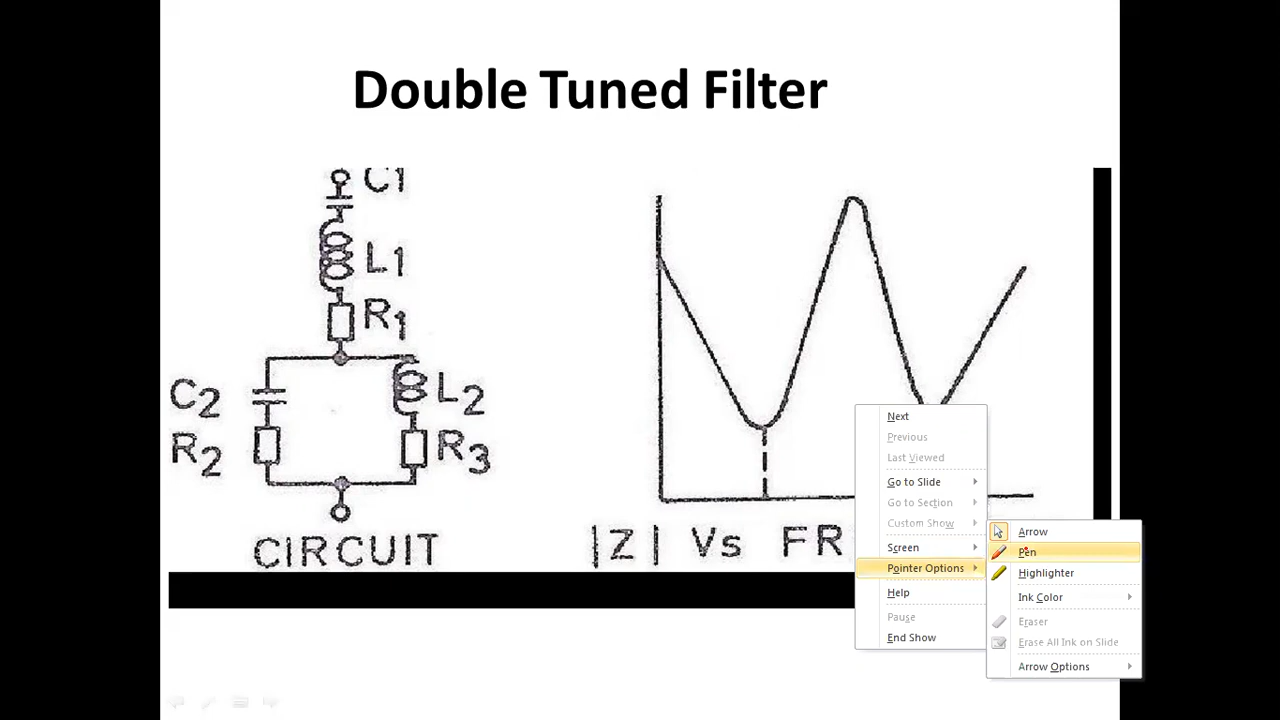 Double Tuned Filter
C1
L1
R1
C2
L2
R2
R3
CIRCUIT
|Z| Vs FR
Next
Previous
Last Viewed
Go to Slide
Go to Section
Custom Show
Screen
Pointer Options
Help
Pause
End Show
Arrow
Pen
Highlighter
Ink Color
Eraser
Erase All Ink on Slide
Arrow Options